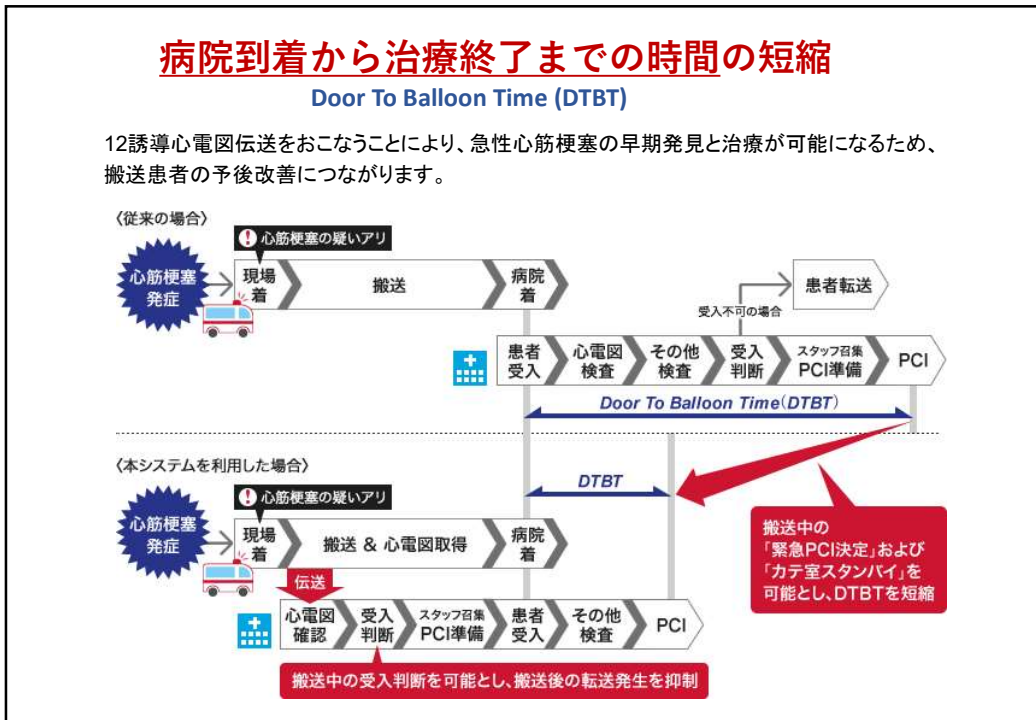 病院到着から治療終了までの時間の短縮
Door To Balloon Time (DTBT)
12誘導心電図伝送をおこなうことにより、急性心筋梗塞の早期発見と治療が可能になるため、
搬送患者の予後改善につながります。
〈従来の場合〉
! 心筋梗塞の疑いアリ
心筋梗塞
発症
現場
着
搬送
病院
着
患者転送
受入不可の場合
患者
受入
心電図
検査
その他
検査
受入
判断
スタッフ召集
PCI準備
PCI
Door To Balloon Time(DTBT)
〈本システムを利用した場合〉
! 心筋梗塞の疑いアリ
DTBT
心筋梗塞
発症
現場
着
搬送 & 心電図取得
病院
着
搬送中の
「緊急PCI決定」および
「カテ室スタンバイ」を
可能とし、DTBTを短縮
伝送
心電図
確認
受入
判断
スタッフ召集
PCI準備
患者
受入
その他
検査
PCI
搬送中の受入判断を可能とし、搬送後の転送発生を抑制